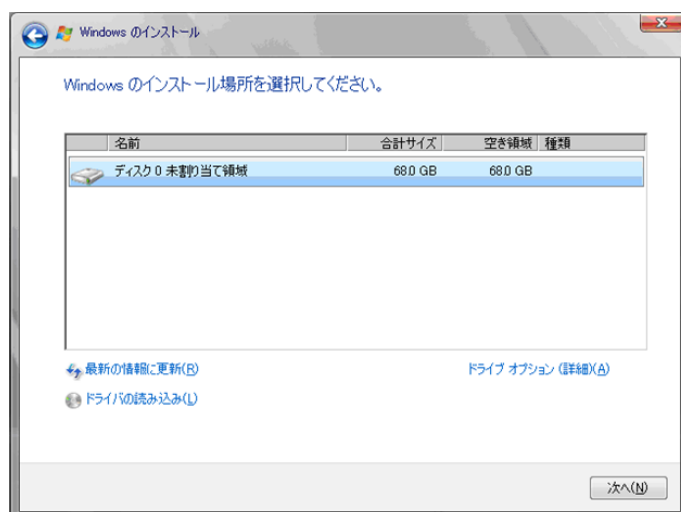 Windows のインストール
Windows のインストール場所を選択してください。
名前 合計サイズ 空き領域 種類
ディスク 0 未割り当て領域 68.0 GB 68.0 GB
最新の情報に更新(R) ドライブ オプション (詳細)(A)
ドライバの読み込み(L)
次へ(N)